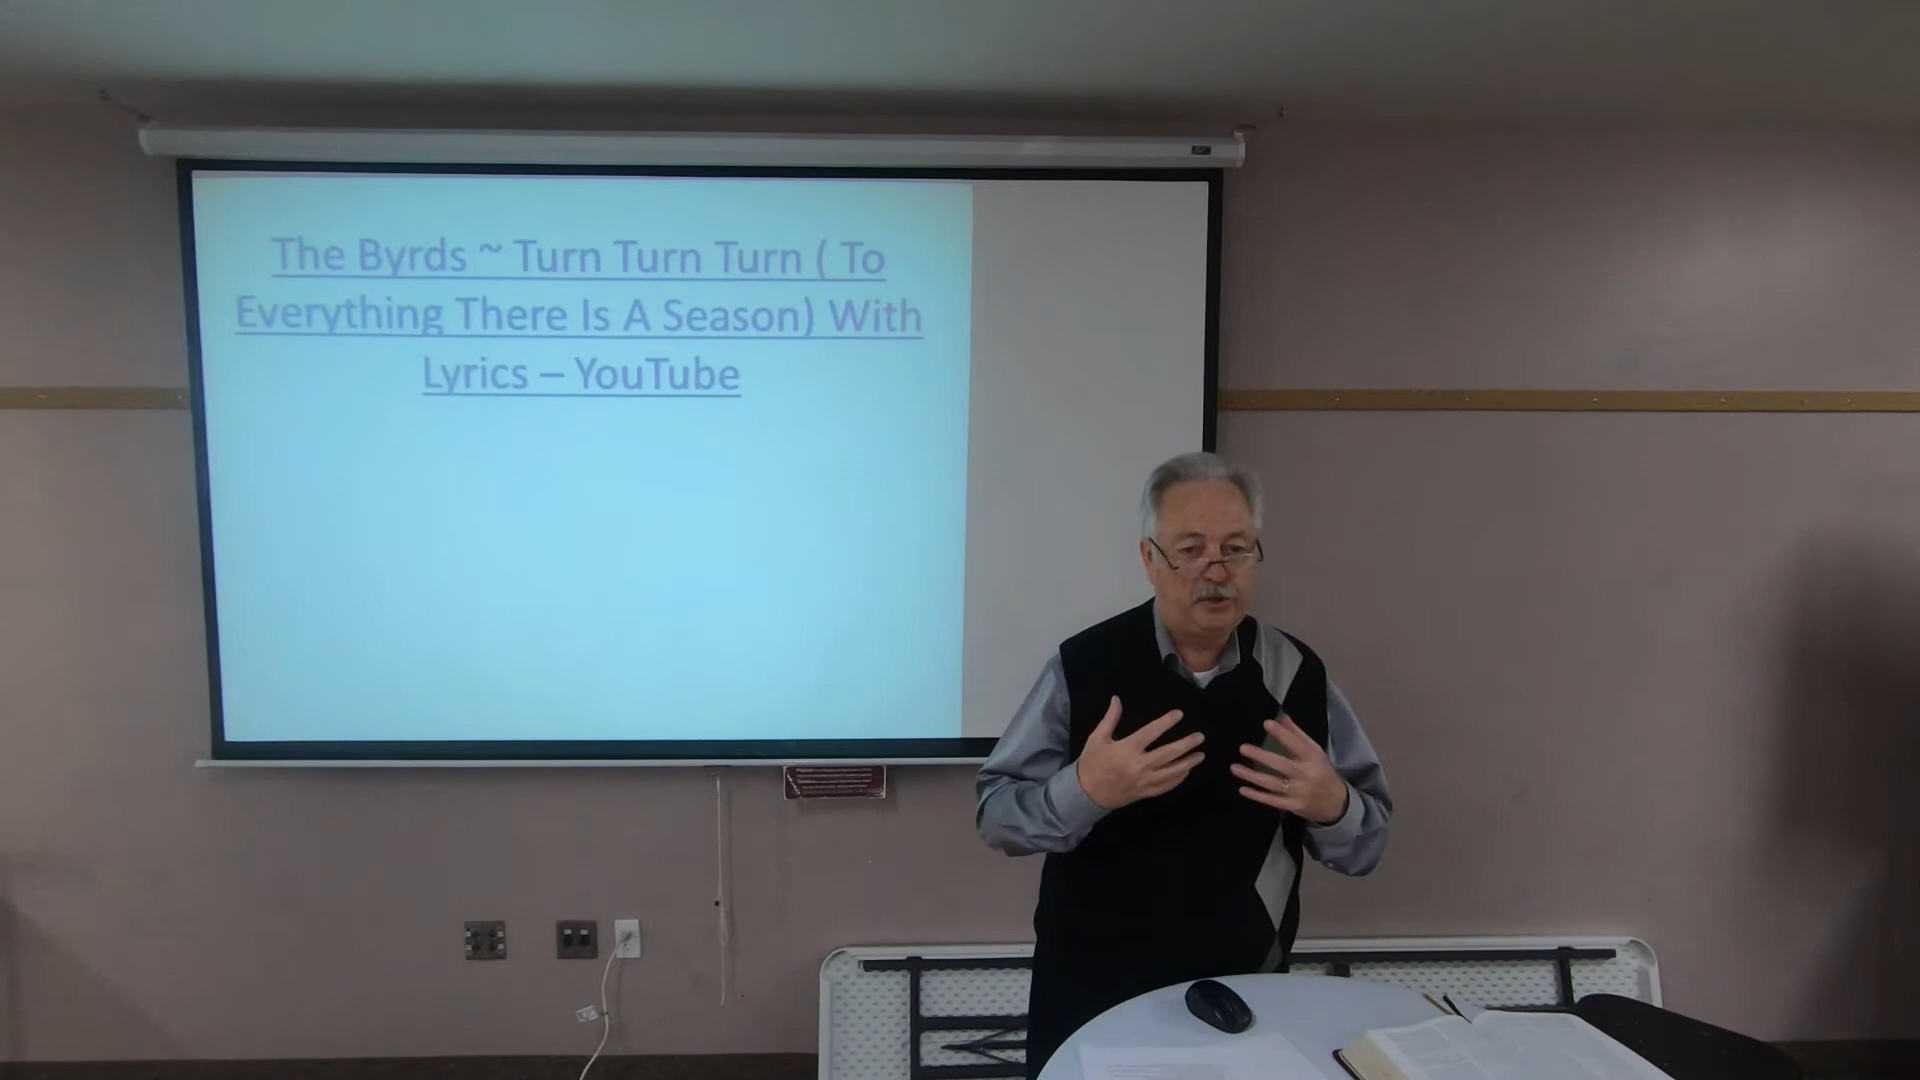 The Byrds ~ Turn Turn Turn ( To
Everything There Is A Season) With
Lyrics – YouTube